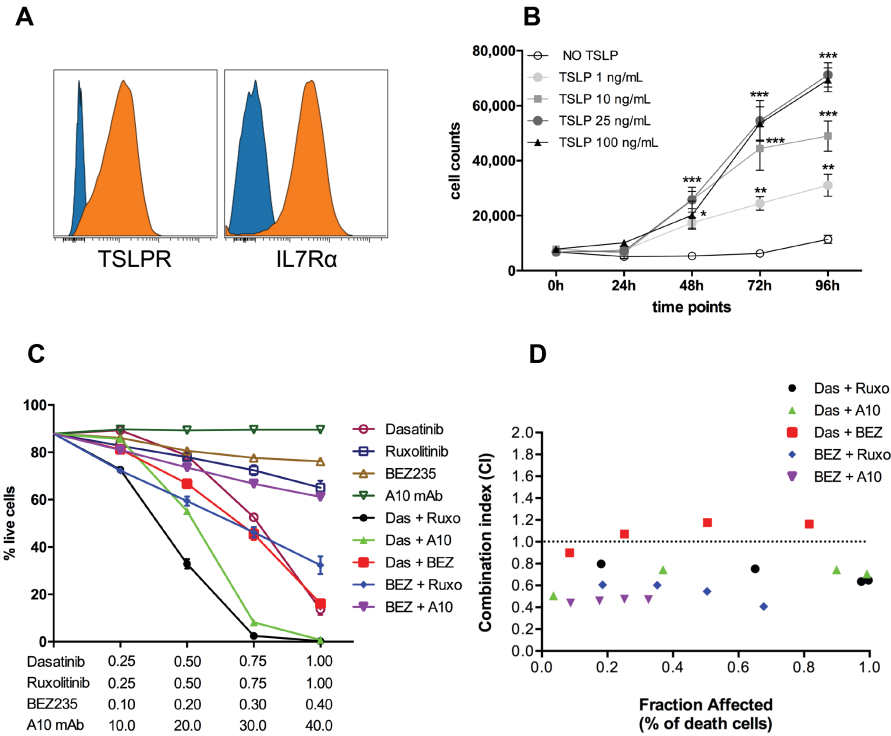 A
TSLPR
IL7Rα
B
80,000
60,000
40,000
20,000
0
cell counts
NO TSLP
TSLP 1 ng/mL
TSLP 10 ng/mL
TSLP 25 ng/mL
TSLP 100 ng/mL
***
*
***
***
**
***
***
**
0h 24h 48h 72h 96h
time points
C
100
80
60
40
20
0
% live cells
Dasatinib
Ruxolitinib
BEZ235
A10 mAb
Das + Ruxo
Das + A10
Das + BEZ
BEZ + Ruxo
BEZ + A10
Dasatinib 0.25 0.50 0.75 1.00
Ruxolitinib 0.25 0.50 0.75 1.00
BEZ235 0.10 0.20 0.30 0.40
A10 mAb 10.0 20.0 30.0 40.0
D
Das + Ruxo
Das + A10
Das + BEZ
BEZ + Ruxo
BEZ + A10
2.0
1.8
1.6
1.4
1.2
1.0
0.8
0.6
0.4
0.2
0.0
Combination index (CI)
0.0 0.2 0.4 0.6 0.8 1.0
Fraction Affected
(% of death cells)